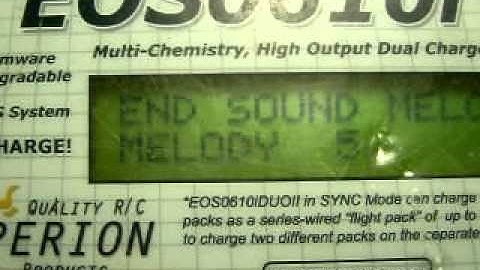 EOS0610i
Multi-Chemistry, High Output Dual Charge
mware
gradable
S System
HARGE!
END SOUND MELO
MELODY 5
QUALITY R/C
PERION
PRODUCTS
*EOS0610iDUOII in SYNC Mode can charge
packs as a series-wired "flight pack" of up to
to charge two different packs on the separate